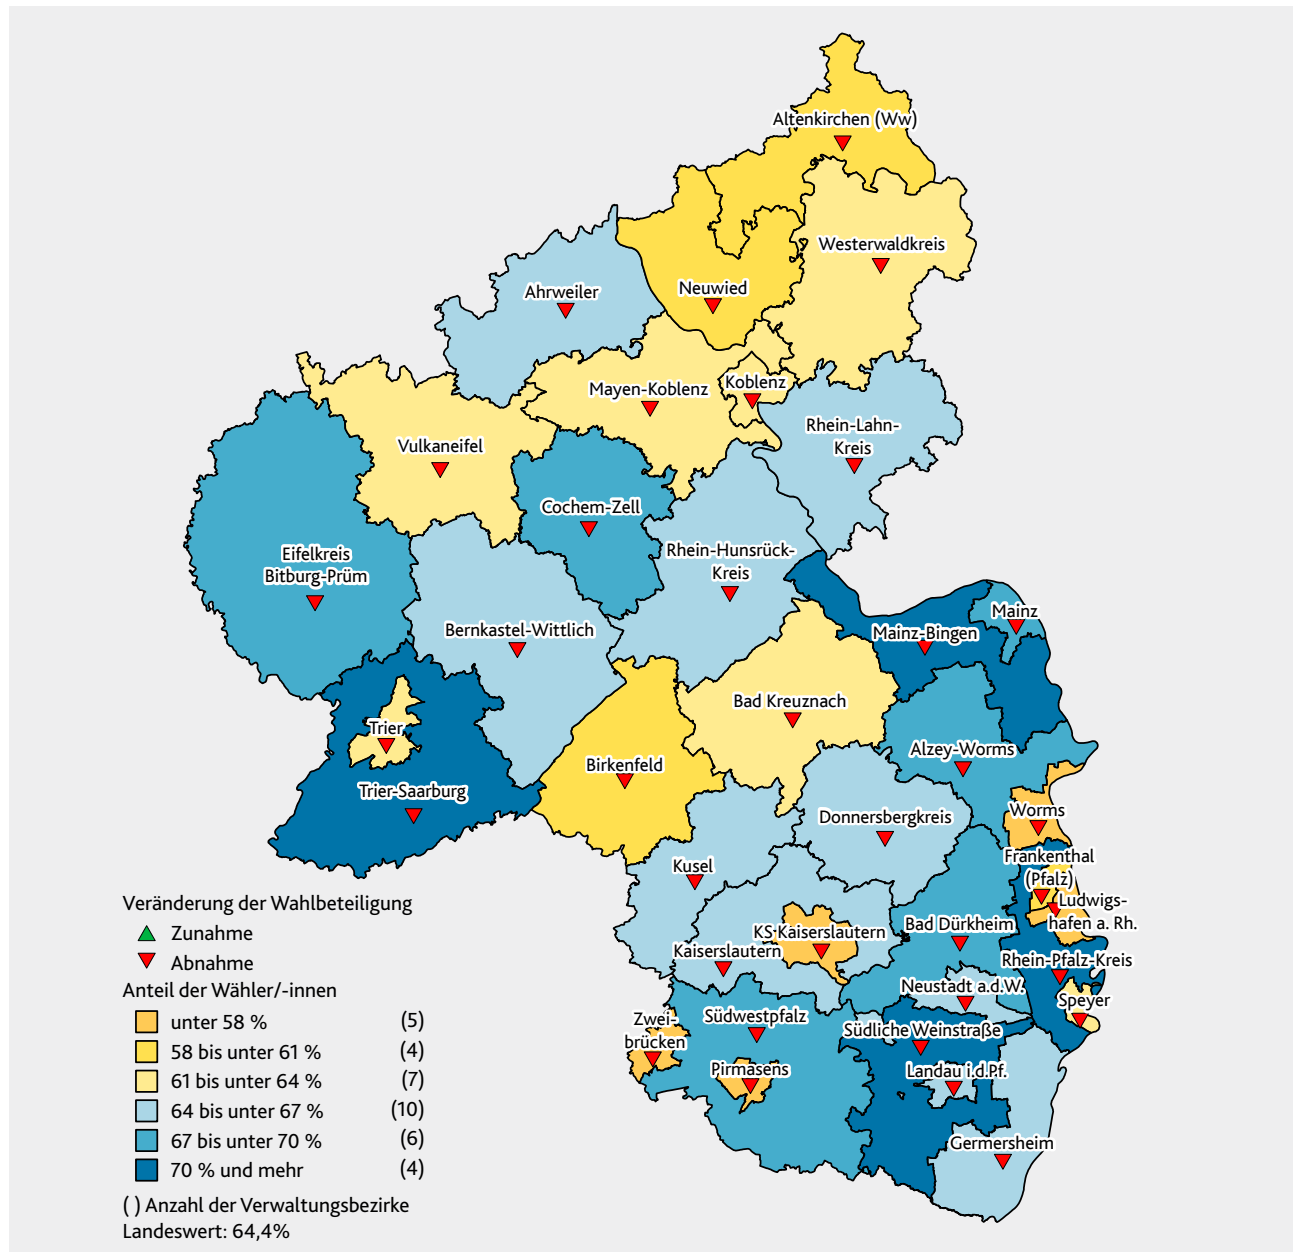 Altenkirchen (Ww)
Westerwaldkreis
Neuwied
Ahrweiler
Koblenz
Mayen-Koblenz
Rhein-Lahn-
Kreis
Vulkaneifel
Cochem-Zell
Rhein-Hunsrück-
Kreis
Eifelkreis
Bitburg-Prüm
Mainz
Bernkastel-Wittlich
Mainz-Bingen
Bad Kreuznach
Trier
Alzey-Worms
Birkenfeld
Trier-Saarburg
Worms
Donnersbergkreis
Frankenthal
(Pfalz)
Kusel
Ludwigs-
hafen a. Rh.
Bad Dürkheim
KS Kaiserslautern
Kaiserslautern
Rhein-Pfalz-Kreis
Neustadt a.d.W.
Speyer
Zwei-
brücken
Südwestpfalz
Südliche Weinstraße
Pirmasens
Landau i.d.Pf.
Germersheim
Veränderung der Wahlbeteiligung
Zunahme
Abnahme
Anteil der Wähler/-innen
unter 58 % (5)
58 bis unter 61 % (4)
61 bis unter 64 % (7)
64 bis unter 67 % (10)
67 bis unter 70 % (6)
70 % und mehr (4)
( ) Anzahl der Verwaltungsbezirke
Landeswert: 64,4%